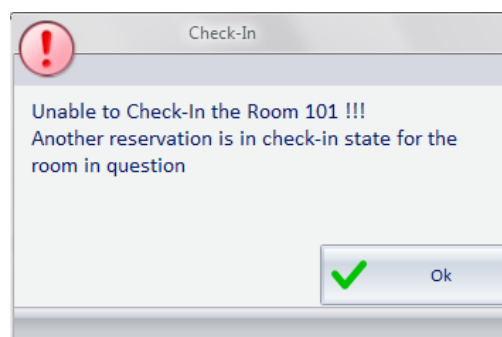 Check-In
Unable to Check-In the Room 101 !!!
Another reservation is in check-in state for the
room in question
Ok